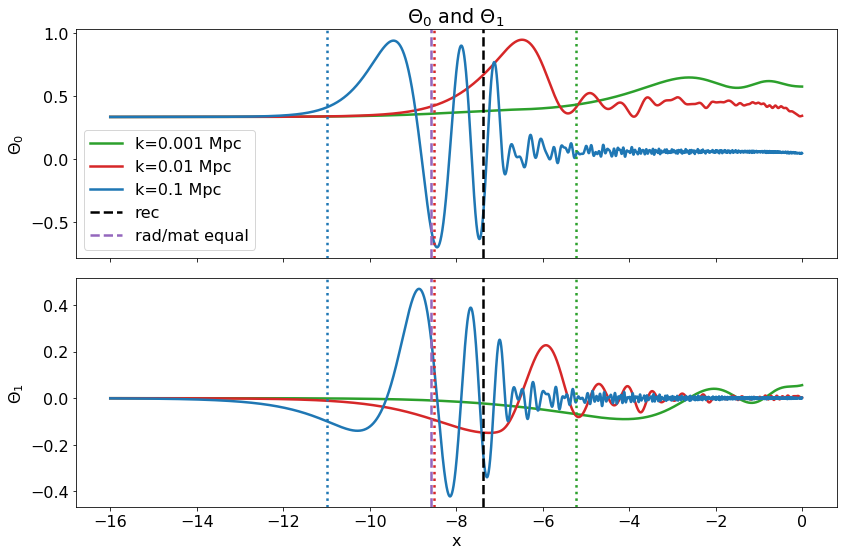 Θ₀ and Θ₁
1.0
0.5
0.0
−0.5
Θ₀
k=0.001 Mpc
k=0.01 Mpc
k=0.1 Mpc
rec
rad/mat equal
0.4
0.2
0.0
−0.2
−0.4
Θ₁
−16 −14 −12 −10 −8 −6 −4 −2 0
x